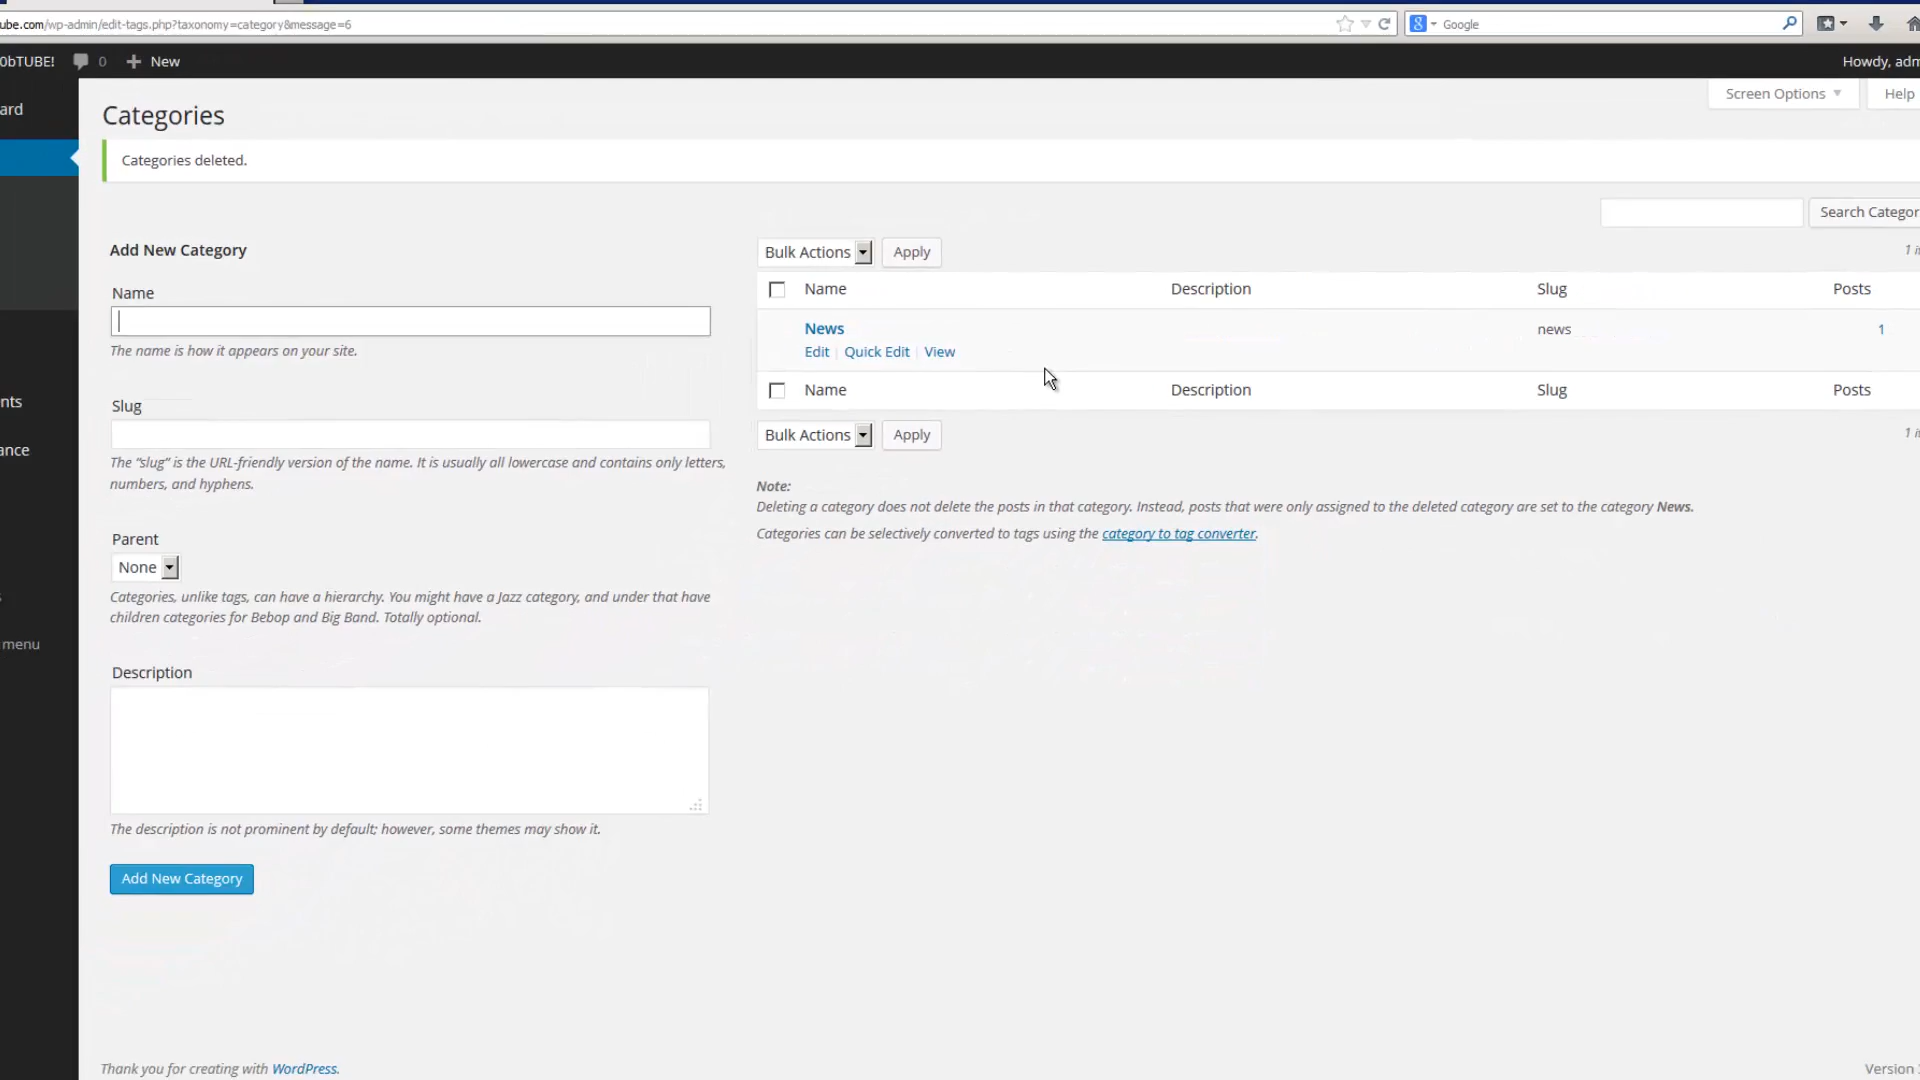 ube.com/wp-admin/edit-tags.php?taxonomy=category&message=6
Google
0bTUBE! 0 New
Howdy, adm
ard
Categories
Screen Options
Help
Categories deleted.
Search Categor
Add New Category
Bulk Actions Apply
1 i
Name
Name Description Slug Posts
News news 1
The name is how it appears on your site.
Edit | Quick Edit | View
Name Description Slug Posts
nts
Slug
Bulk Actions Apply
1 i
ance
The “slug” is the URL-friendly version of the name. It is usually all lowercase and contains only letters,
numbers, and hyphens.
Note:
Deleting a category does not delete the posts in that category. Instead, posts that were only assigned to the deleted category are set to the category News.
Categories can be selectively converted to tags using the category to tag converter.
Parent
None
Categories, unlike tags, can have a hierarchy. You might have a Jazz category, and under that have
children categories for Bebop and Big Band. Totally optional.
s
menu
Description
The description is not prominent by default; however, some themes may show it.
Add New Category
Thank you for creating with WordPress.
Version